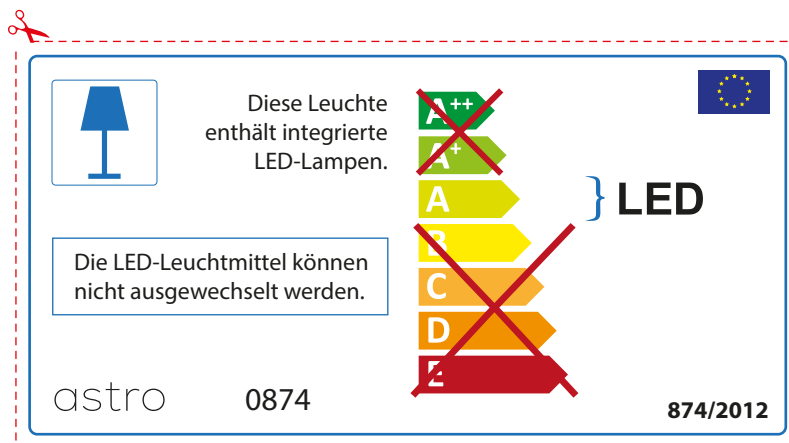 Diese Leuchte
enthält integrierte
LED-Lampen.
A++
A+
A
B
C
D
E
LED
Die LED-Leuchtmittel können
nicht ausgewechselt werden.
astro
0874
874/2012